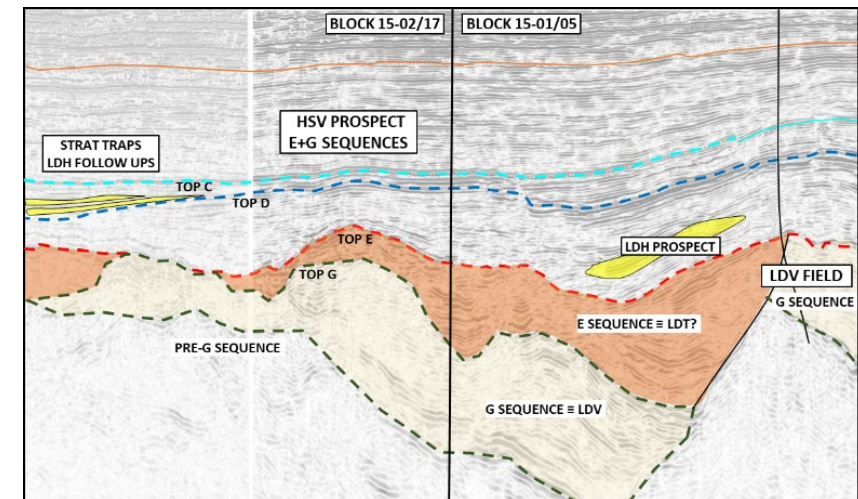 BLOCK 15-02/17
BLOCK 15-01/05
HSV PROSPECT
E+G SEQUENCES
STRAT TRAPS
LDH FOLLOW UPS
TOP C
TOP D
TOP E
LDH PROSPECT
TOP G
LDV FIELD
G SEQUENCE
E SEQUENCE ≡ LDT?
PRE-G SEQUENCE
G SEQUENCE ≡ LDV